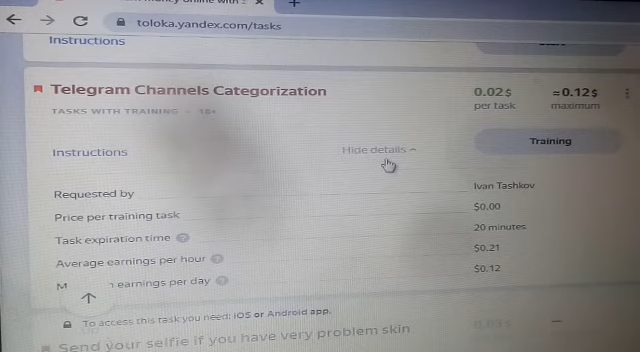 toloka.yandex.com/tasks
Instructions
Telegram Channels Categorization
0.02$
≈0.12$
per task
maximum
TASKS WITH TRAINING · 18+
Training
Instructions
Hide details
Requested by
Ivan Tashkov
Price per training task
$0.00
Task expiration time ?
20 minutes
Average earnings per hour ?
$0.21
M earnings per day ?
$0.12
To access this task you need: iOS or Android app.
Send your selfie if you have very problem skin